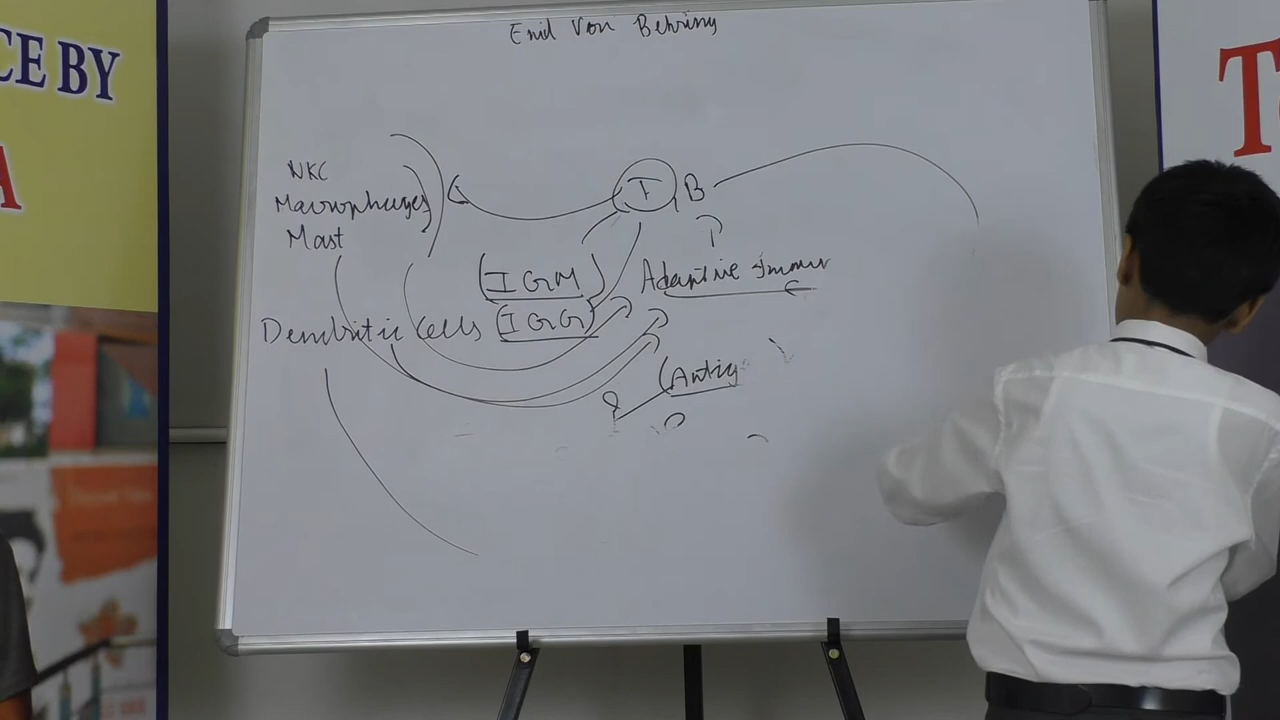 CE BY
A
Emil Von Behring
NKC
Macrophages
Mast
T, B
(IGM)
Adaptive Immun
Dendritic Cells (IGG)
(Antig
T